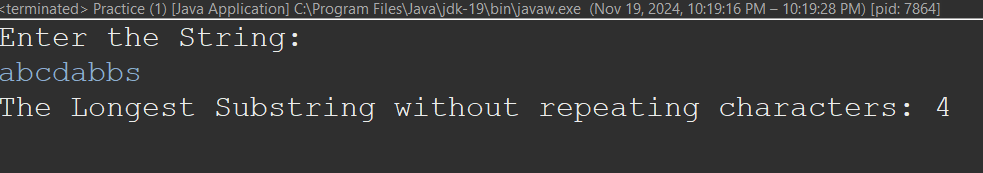 <terminated> Practice (1) [Java Application] C:\Program Files\Java\jdk-19\bin\javaw.exe (Nov 19, 2024, 10:19:16 PM – 10:19:28 PM) [pid: 7864]
Enter the String:
abcdabbs
The Longest Substring without repeating characters: 4